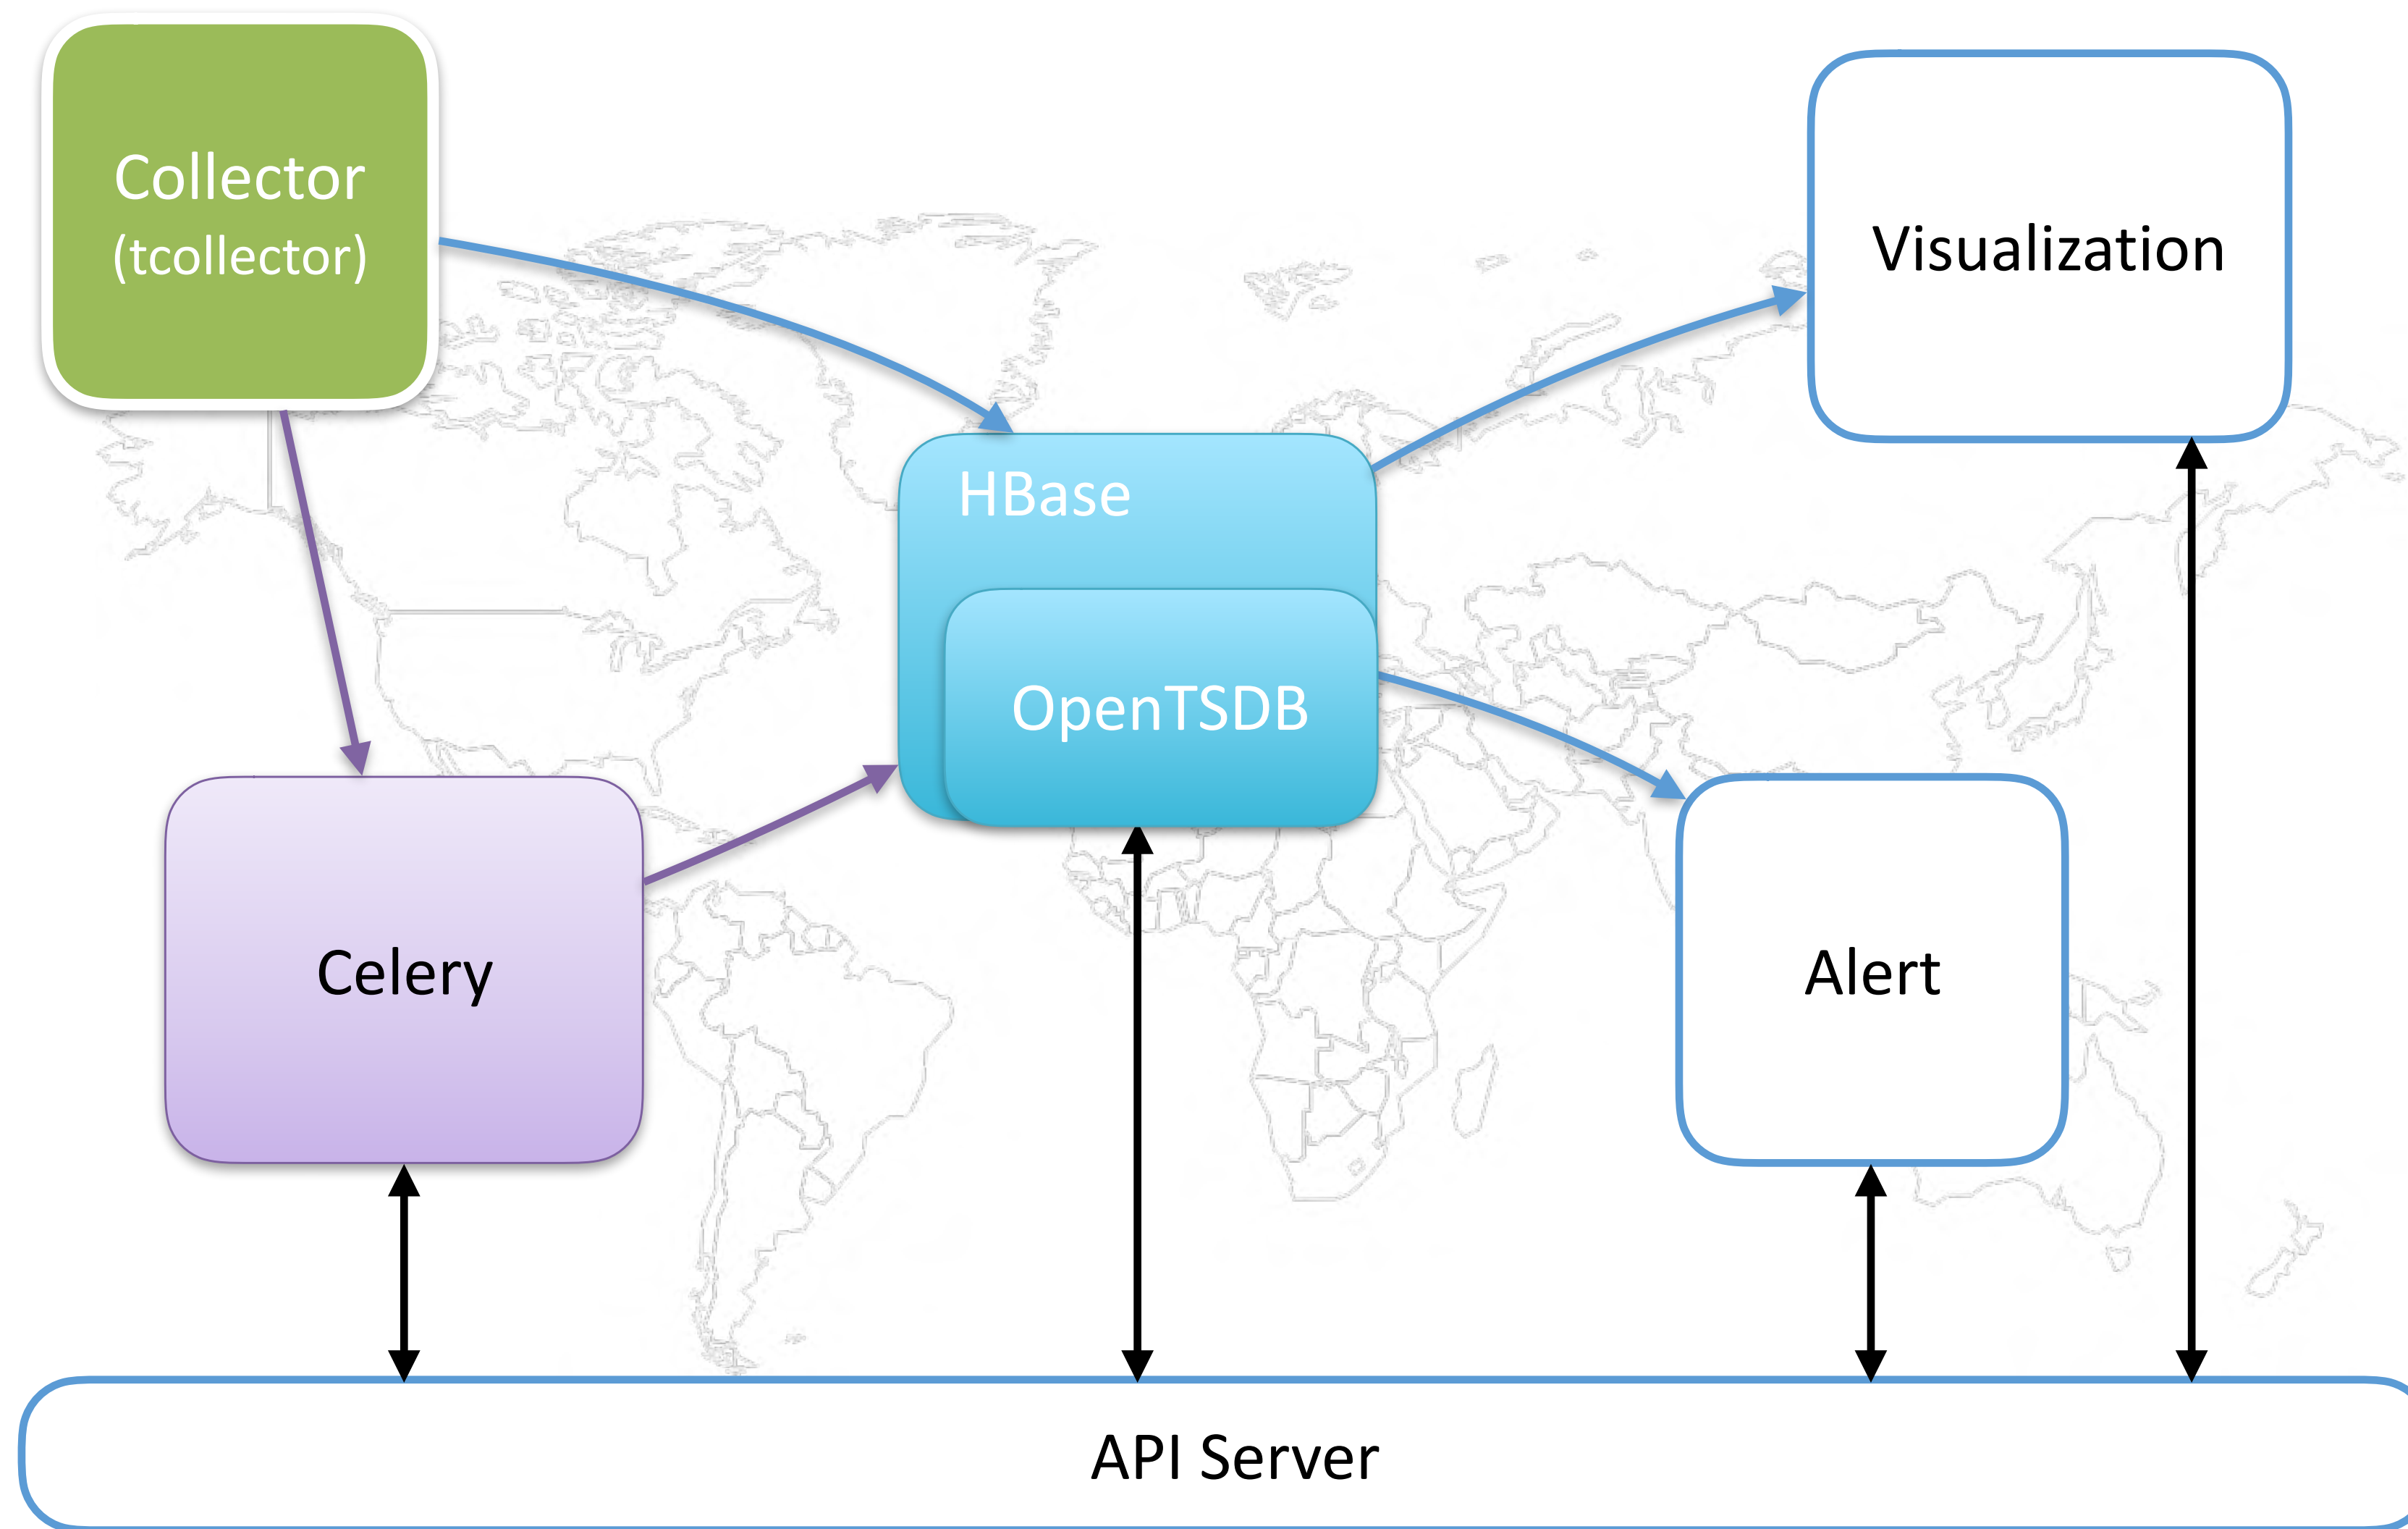 Collector
(tcollector)
Visualization
HBase
OpenTSDB
Celery
Alert
API Server